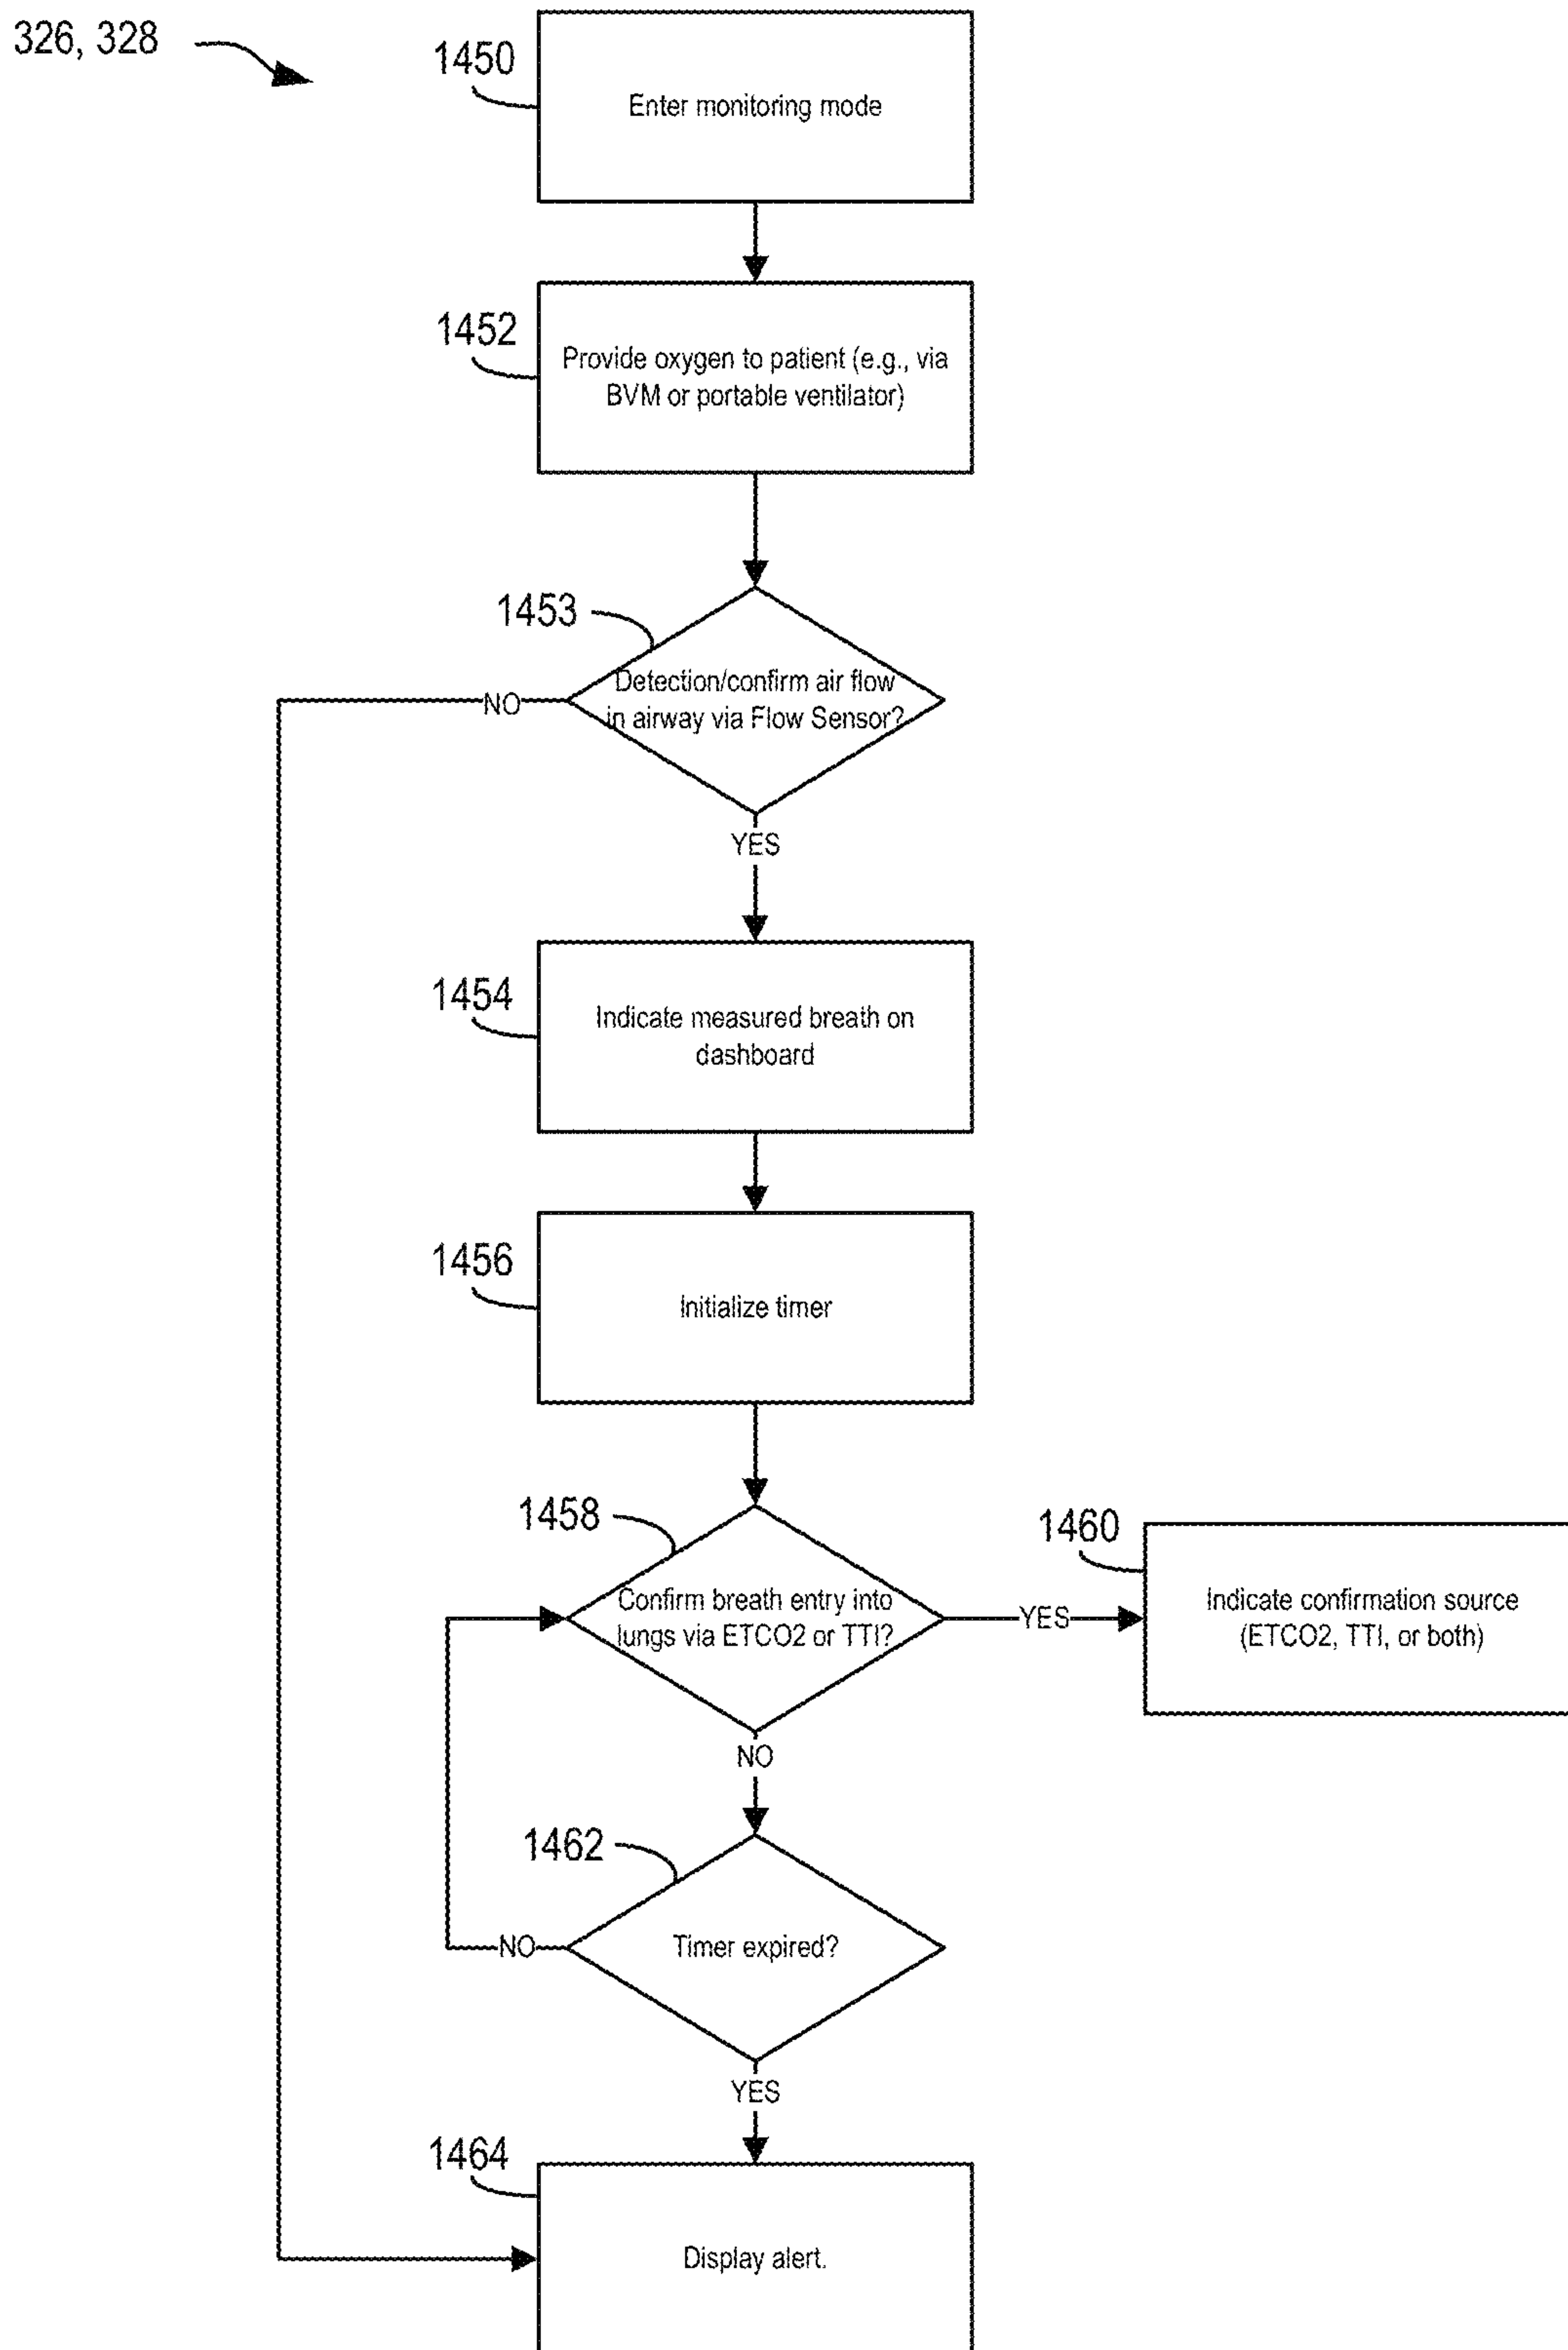 326, 328
1450
Enter monitoring mode
1452
Provide oxygen to patient (e.g., via
BVM or portable ventilator)
1453
Detection/confirm air flow
in airway via Flow Sensor?
NO
YES
1454
Indicate measured breath on
dashboard
1456
Initialize timer
1458
Confirm breath entry into
lungs via ETCO2 or TTI?
YES
1460
Indicate confirmation source
(ETCO2, TTI, or both)
NO
1462
Timer expired?
NO
YES
1464
Display alert.